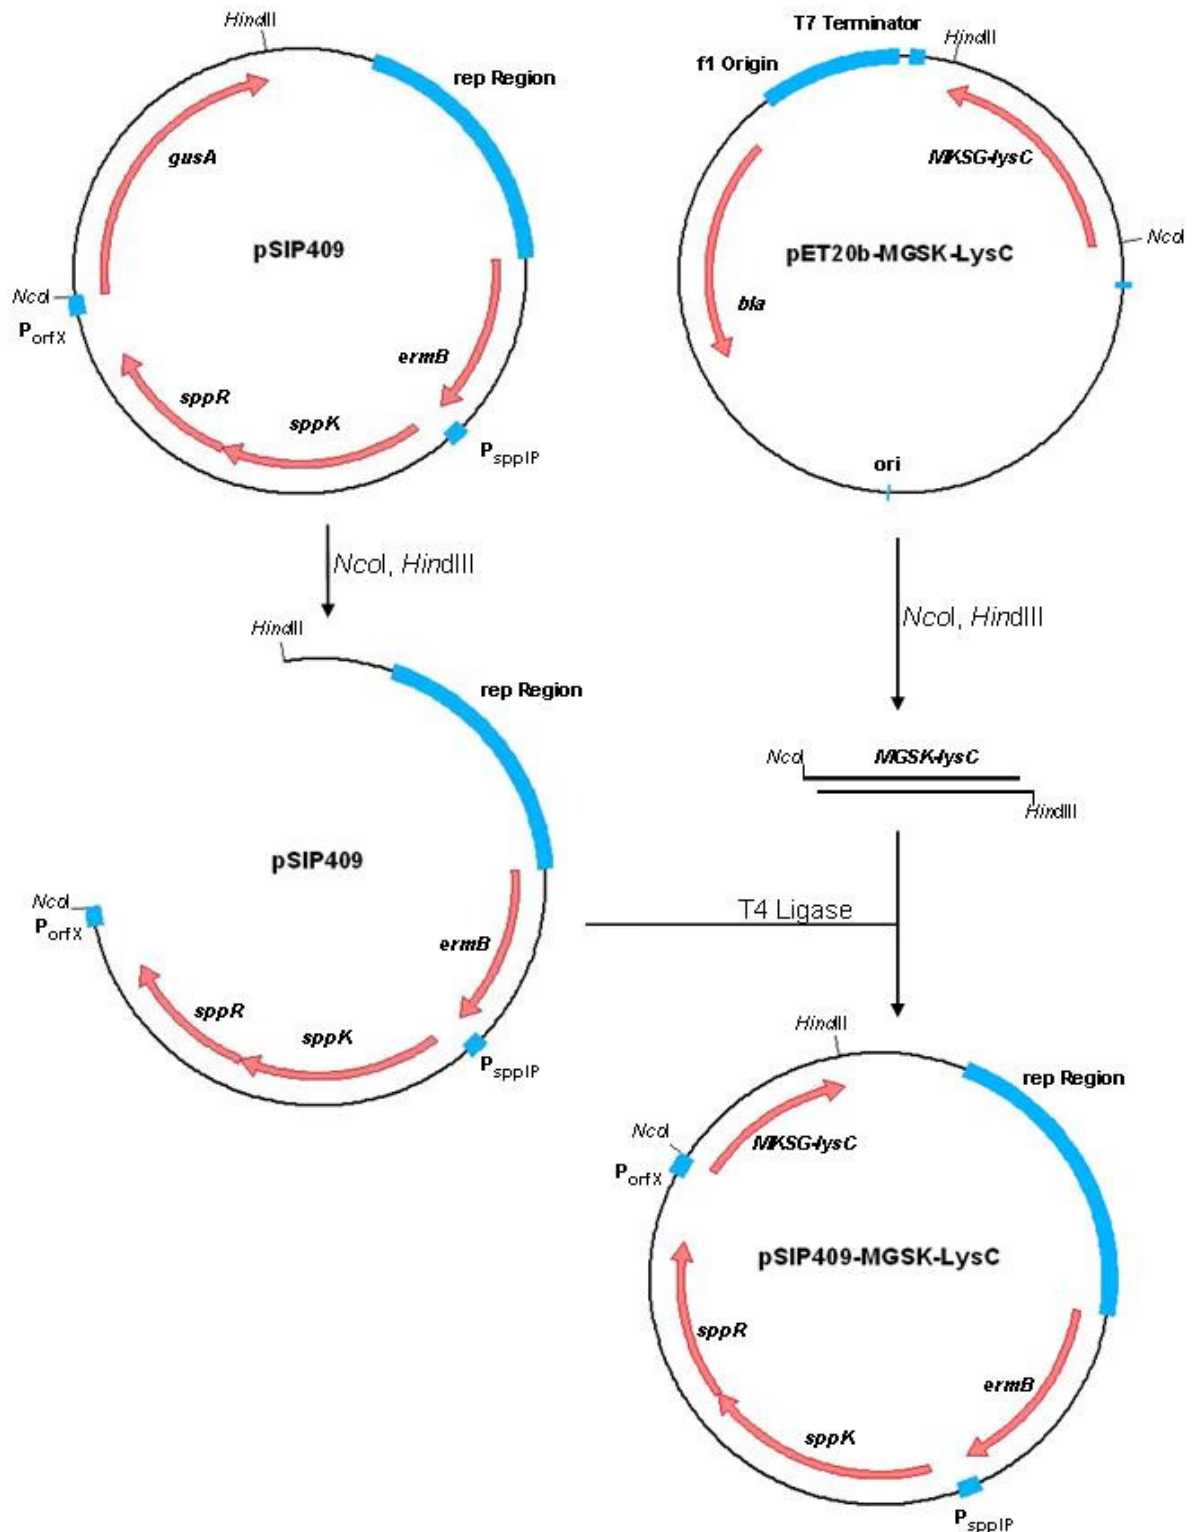 HindIII
rep Region
gusA
pSIP409
NcoI
PorfX
ermB
sppR
sppK
PsppIP
T7 Terminator
HindIII
f1 Origin
MKSG-lysC
NcoI
pET20b-MGSK-LysC
bla
ori
NcoI, HindIII
NcoI, HindIII
HindIII
rep Region
pSIP409
NcoI
PorfX
ermB
sppR
sppK
PsppIP
NcoI
MGSK-lysC
HindIII
T4 Ligase
HindIII
rep Region
NcoI
MKSG-lysC
PorfX
pSIP409-MGSK-LysC
sppR
ermB
sppK
PsppIP